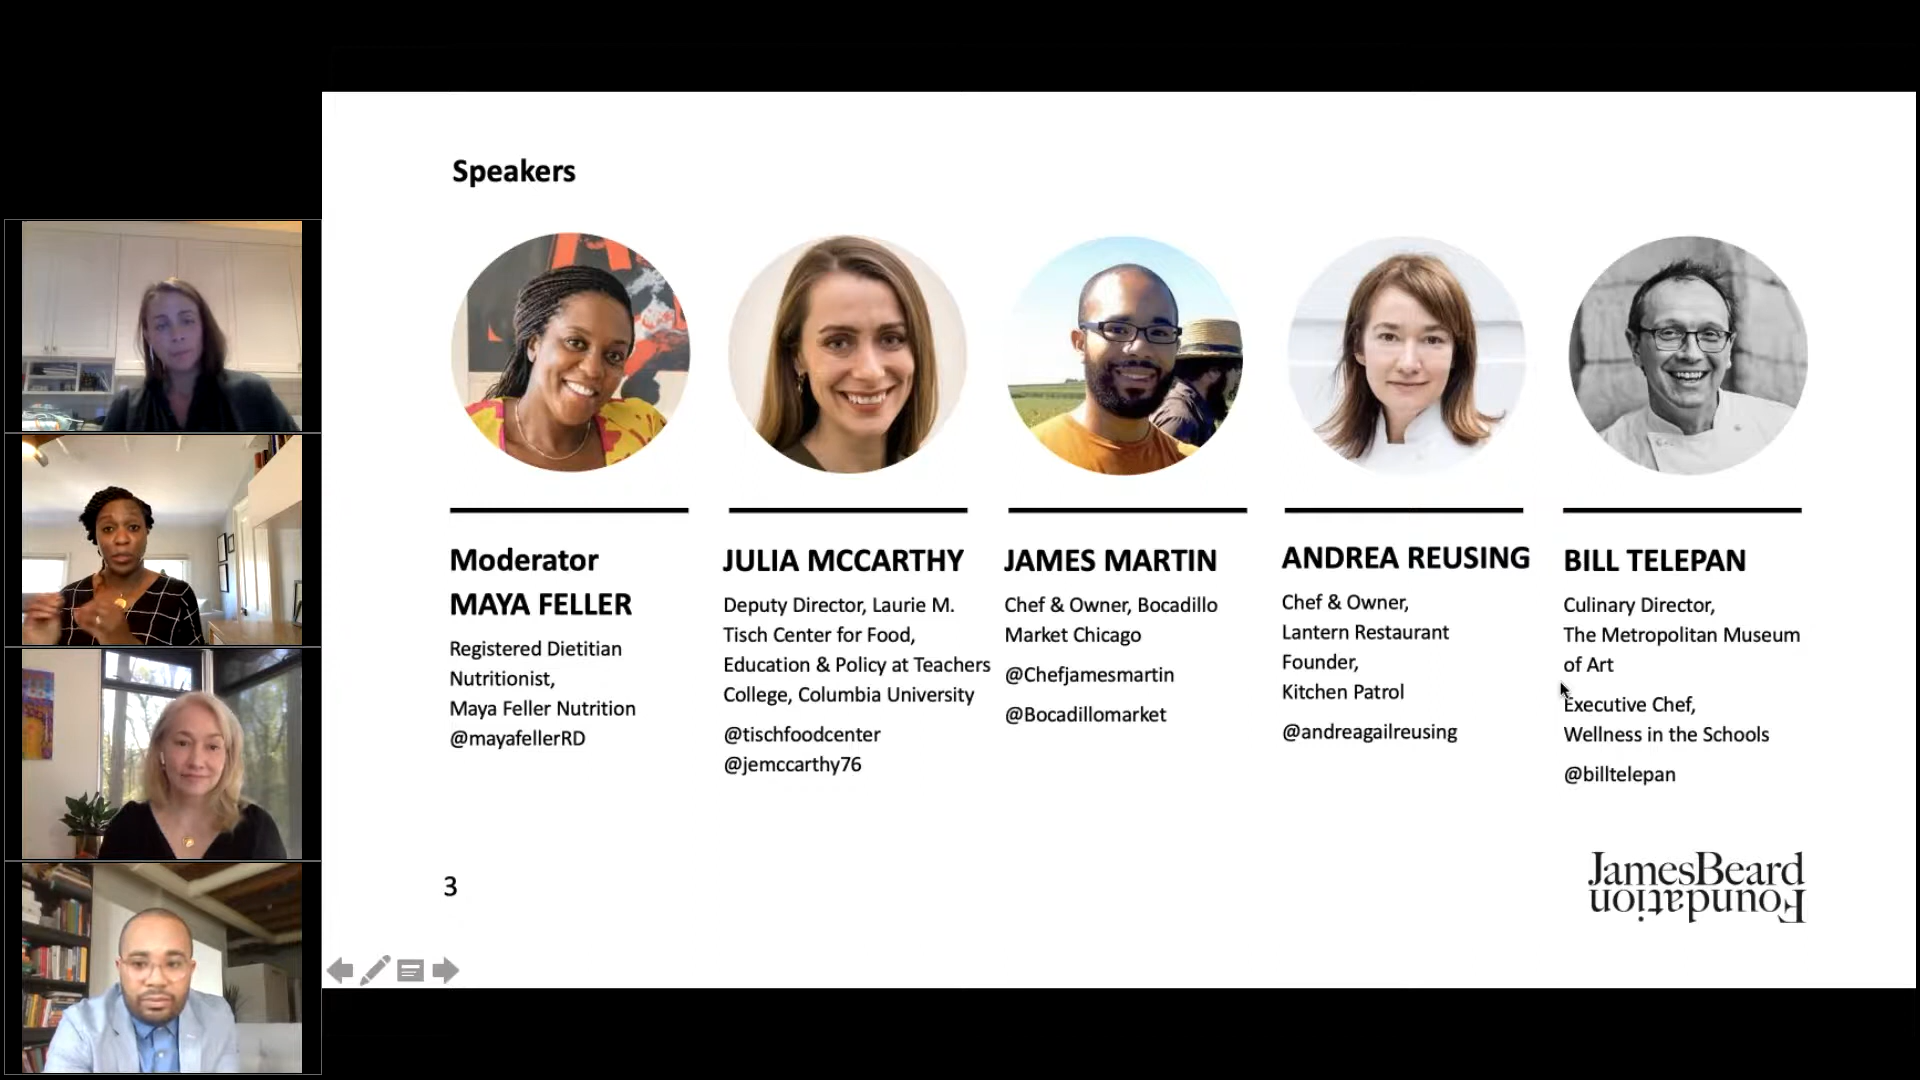 Speakers
Moderator
MAYA FELLER
Registered Dietitian
Nutritionist,
Maya Feller Nutrition
@mayafellerRD
JULIA MCCARTHY
Deputy Director, Laurie M.
Tisch Center for Food,
Education & Policy at Teachers
College, Columbia University
@tischfoodcenter
@jemccarthy76
JAMES MARTIN
Chef & Owner, Bocadillo
Market Chicago
@Chefjamesmartin
@Bocadillomarket
ANDREA REUSING
Chef & Owner,
Lantern Restaurant
Founder,
Kitchen Patrol
@andreagailreusing
BILL TELEPAN
Culinary Director,
The Metropolitan Museum
of Art
Executive Chef,
Wellness in the Schools
@billtelepan
3
JamesBeard
Foundation